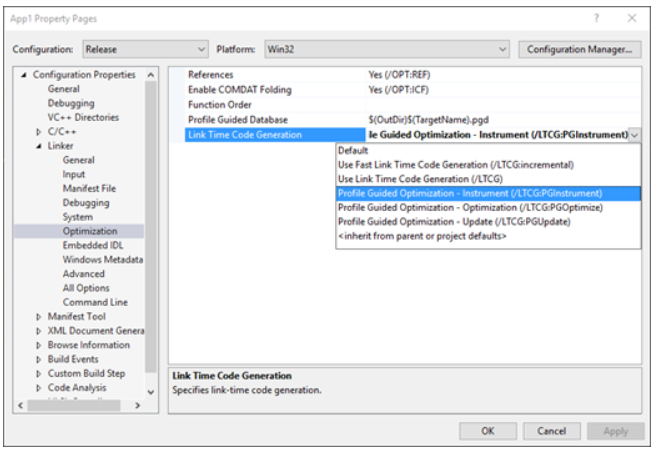 App1 Property Pages
?
Configuration: Release Platform: Win32 Configuration Manager...
Configuration Properties
General
Debugging
VC++ Directories
C/C++
Linker
General
Input
Manifest File
Debugging
System
Optimization
Embedded IDL
Windows Metadata
Advanced
All Options
Command Line
Manifest Tool
XML Document Genera
Browse Information
Build Events
Custom Build Step
Code Analysis
References Yes (/OPT:REF)
Enable COMDAT Folding Yes (/OPT:ICF)
Function Order
Profile Guided Database $(OutDir)$(TargetName).pgd
Link Time Code Generation le Guided Optimization - Instrument (/LTCG:PGInstrument)
Default
Use Fast Link Time Code Generation (/LTCG:incremental)
Use Link Time Code Generation (/LTCG)
Profile Guided Optimization - Instrument (/LTCG:PGInstrument)
Profile Guided Optimization - Optimization (/LTCG:PGOptimize)
Profile Guided Optimization - Update (/LTCG:PGUpdate)
<inherit from parent or project defaults>
Link Time Code Generation
Specifies link-time code generation.
OK Cancel Apply